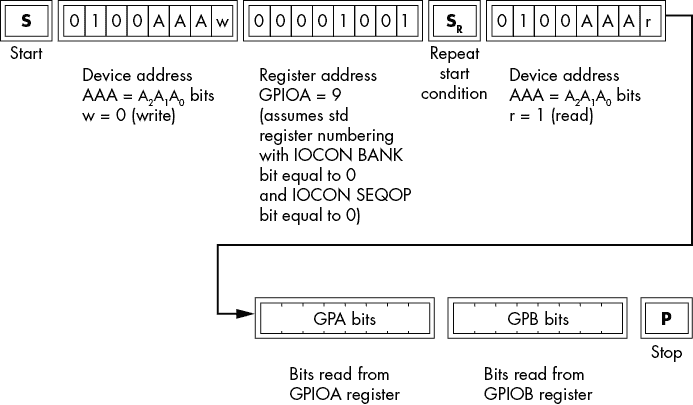 S
0 1 0 0 A A A w
0 0 0 0 1 0 0 1
SR
0 1 0 0 A A A r
Start
Device address
AAA = A2A1A0 bits
w = 0 (write)
Register address
GPIOA = 9
(assumes std
register numbering
with IOCON BANK
bit equal to 0
and IOCON SEQOP
bit equal to 0)
Repeat
start
condition
Device address
AAA = A2A1A0 bits
r = 1 (read)
GPA bits
GPB bits
P
Stop
Bits read from
GPIOA register
Bits read from
GPIOB register